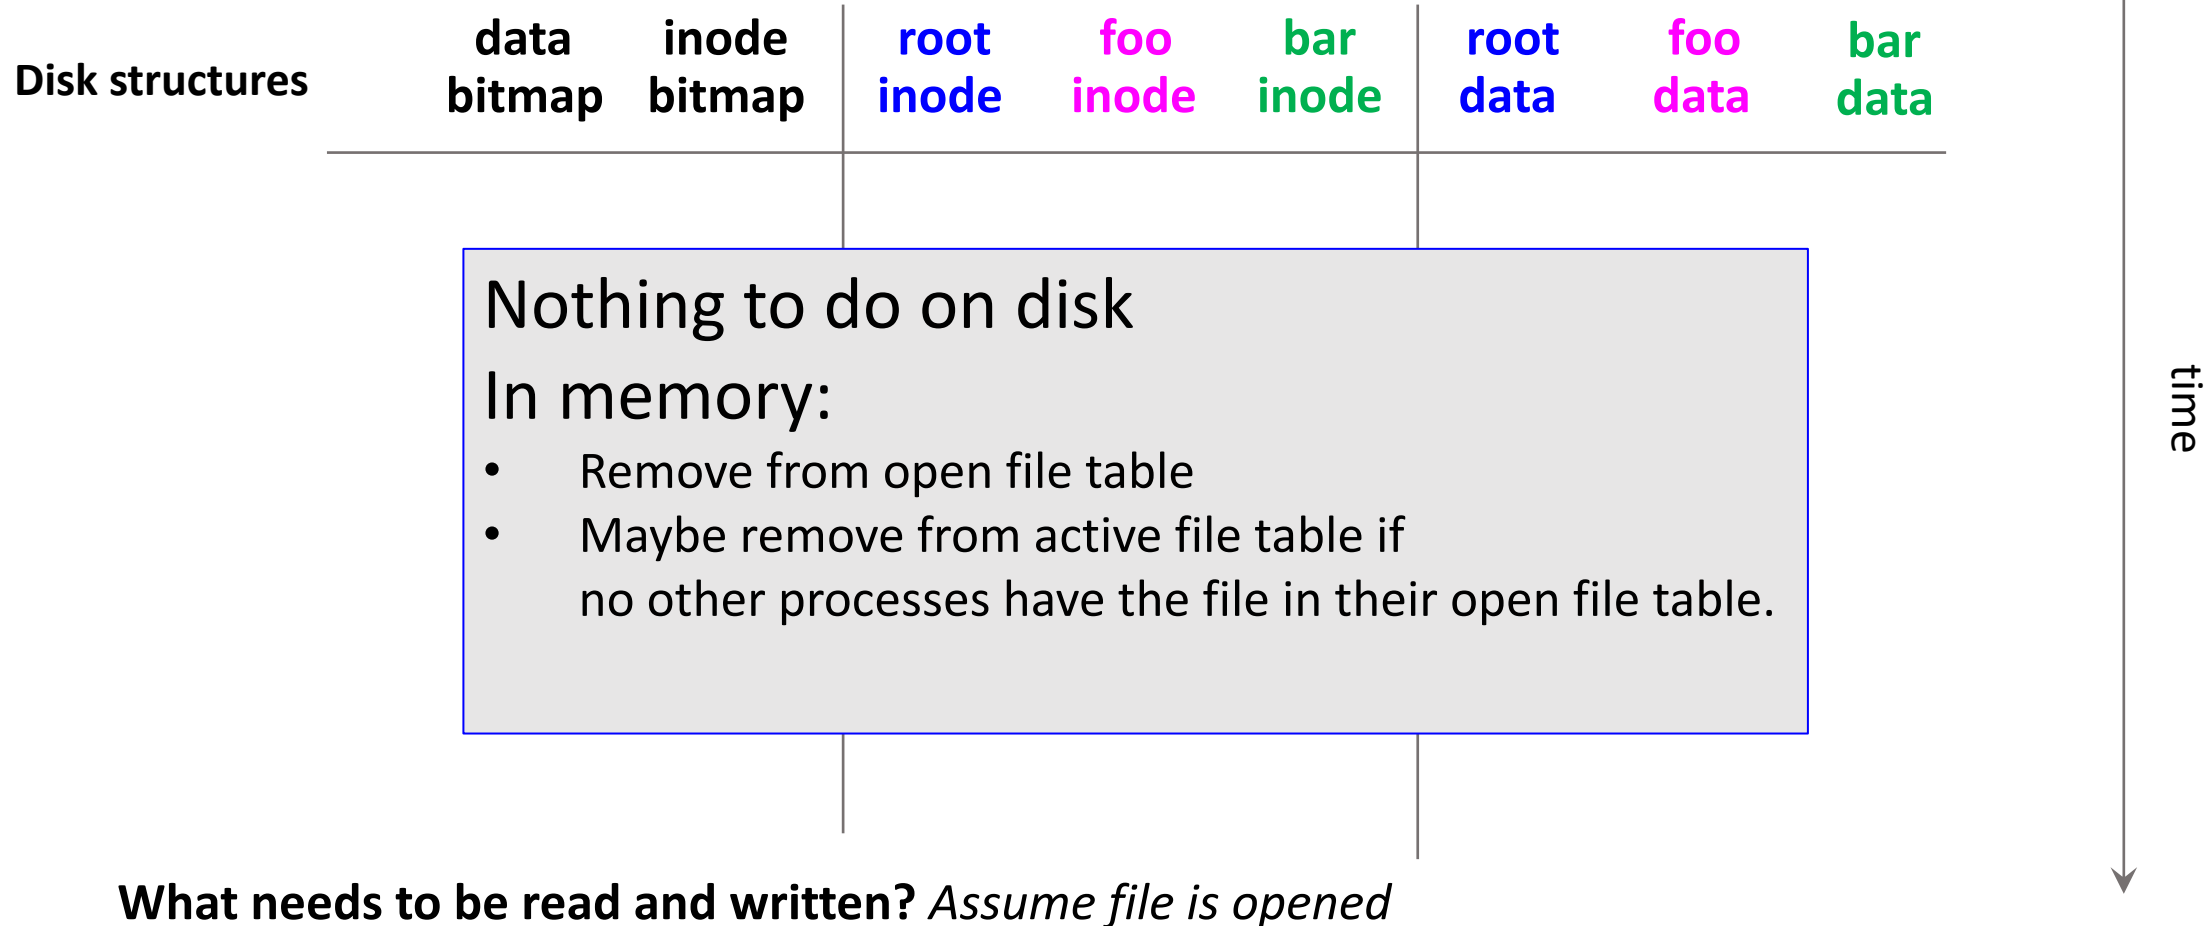 Disk structures
data bitmap
inode bitmap
root inode
foo inode
bar inode
root data
foo data
bar data
Nothing to do on disk
In memory:
• Remove from open file table
• Maybe remove from active file table if
no other processes have the file in their open file table.
time
What needs to be read and written? Assume file is opened